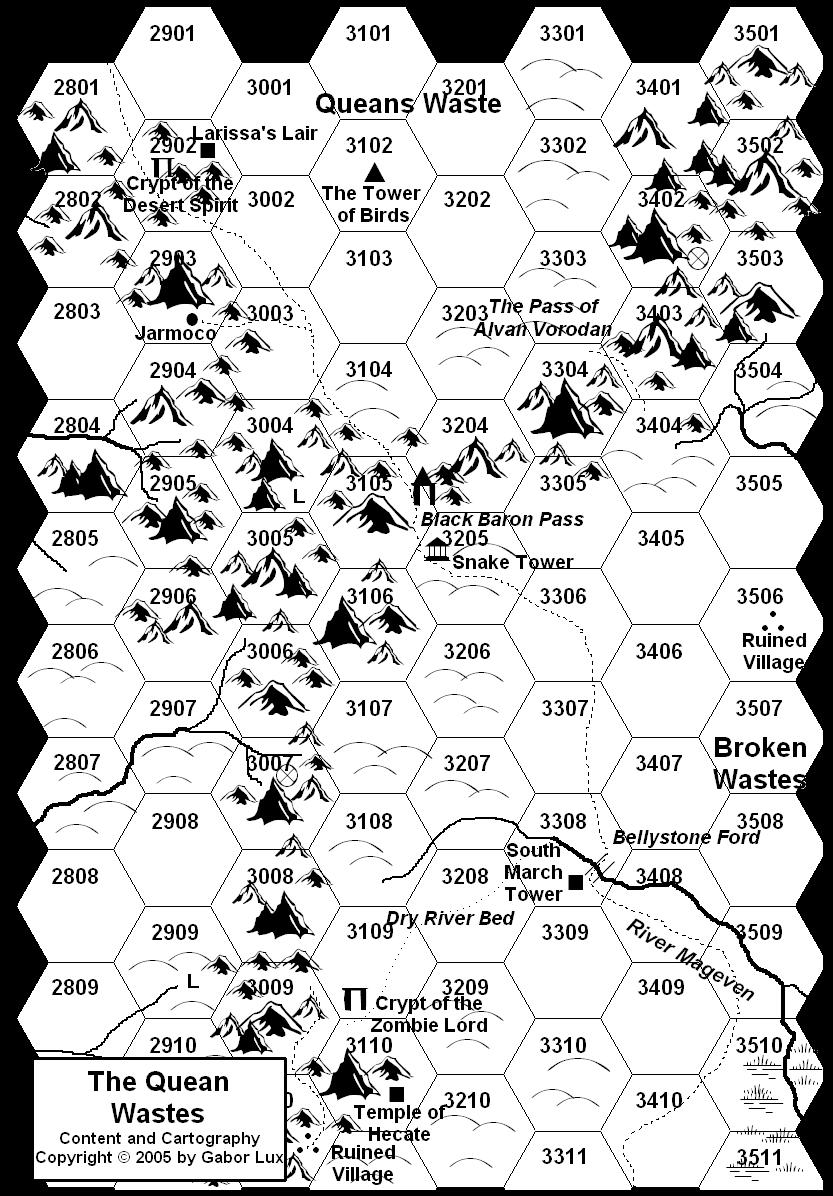 2901
3101
3301
3501
2801
3001
3201
3401
Queans Waste
2902
Larissa's Lair
3102
3302
3502
Crypt of the
Desert Spirit
The Tower
of Birds
2802
3002
3202
3402
2903
3103
3303
3503
2803
3003
3203
The Pass of
Alvan Vorodan
3403
Jarmoco
2904
3104
3304
3504
2804
3004
3204
3404
2905
3105
3305
3505
L
Black Baron Pass
2805
3005
3205
3405
Snake Tower
2906
3106
3306
3506
Ruined
Village
2806
3006
3206
3406
2907
3107
3307
3507
Broken
Wastes
2807
3007
3207
3407
2908
3108
3308
3508
Bellystone Ford
South
March
Tower
2808
3008
3208
3408
Dry River Bed
2909
3109
3309
3509
River Mageven
L
2809
3009
3209
3409
Crypt of the
Zombie Lord
2910
3110
3310
3510
The Quean
Wastes
Content and Cartography
Copyright © 2005 by Gabor Lux
0
3210
3410
Temple of
Hecate
Ruined
Village
3311
3511